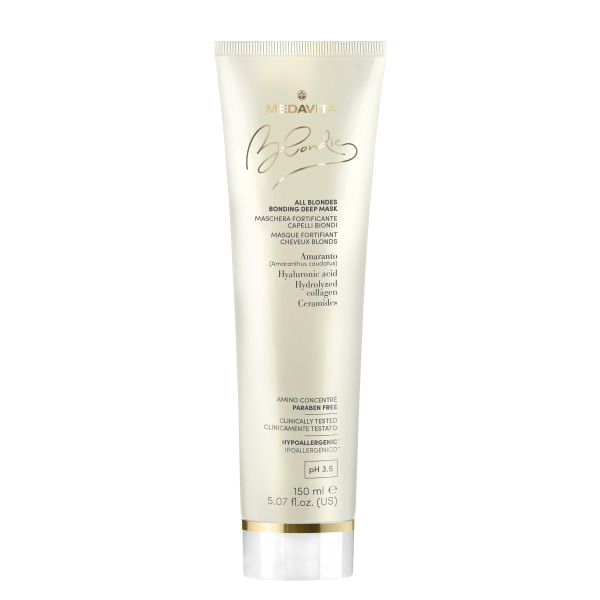 MEDAVITA
Blondie
ALL BLONDES
BONDING DEEP MASK
MASCHERA FORTIFICANTE
CAPELLI BIONDI
MASQUE FORTIFIANT
CHEVEUX BLONDS
Amaranto
(Amaranthus caudatus)
Hyaluronic acid
Hydrolyzed
collagen
Ceramides
AMINO CONCENTRÉ
PARABEN FREE
CLINICALLY TESTED
CLINICAMENTE TESTATO
HYPOALLERGENIC*
IPOALLERGENICO*
pH 3.5
150 ml ℮
5.07 fl.oz. (US)